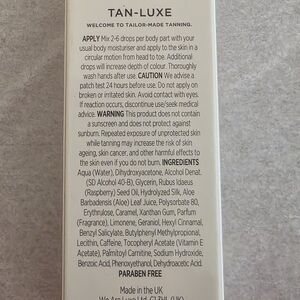 TAN-LUXE
WELCOME TO TAILOR-MADE TANNING.
APPLY Mix 2-6 drops per body part with your
usual body moisturiser and apply to the skin in a
circular motion from head to toe. Additional
drops will increase depth of colour. Thoroughly
wash hands after use. CAUTION We advise a
patch test 24 hours before use. Do not apply on
broken or irritated skin. Avoid contact with eyes.
If reaction occurs, discontinue use/seek medical
advice. WARNING This product does not contain
a sunscreen and does not protect against
sunburn. Repeated exposure of unprotected skin
while tanning may increase the risk of skin
ageing, skin cancer, and other harmful effects to
the skin even if you do not burn. INGREDIENTS
Aqua (Water), Dihydroxyacetone, Alcohol Denat.
(SD Alcohol 40-B), Glycerin, Rubus Idaeus
(Raspberry) Seed Oil, Hydrolyzed Silk, Aloe
Barbadensis (Aloe) Leaf Juice, Polysorbate 80,
Erythrulose, Caramel, Xanthan Gum, Parfum
(Fragrance), Limonene, Geraniol, Hexyl Cinnamal,
Benzyl Salicylate, Butylphenyl Methylpropional,
Lecithin, Caffeine, Tocopheryl Acetate (Vitamin E
Acetate), Palmitoyl Carnitine, Sodium Hydroxide,
Benzoic Acid, Phenoxyethanol, Dehydroacetic Acid.
PARABEN FREE
Made in the UK
We Are Luxe Ltd.